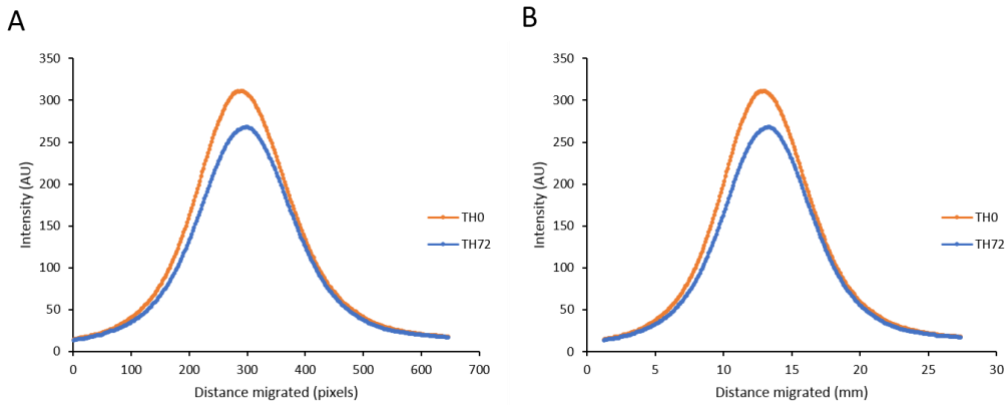 A
350
300
250
200
150
100
50
0
Intensity (AU)
0 100 200 300 400 500 600 700
Distance migrated (pixels)
TH0
TH72
B
350
300
250
200
150
100
50
0
Intensity (AU)
0 5 10 15 20 25 30
Distance migrated (mm)
TH0
TH72